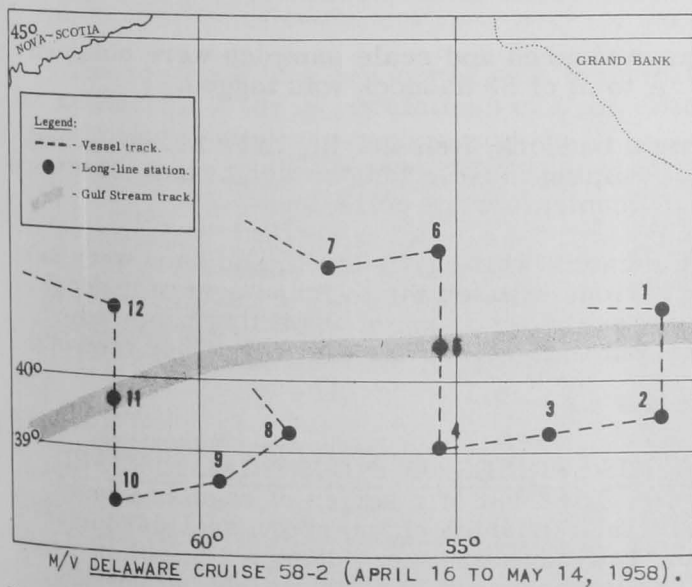 45°
NOVA-SCOTIA
GRAND BANK
Legend:
- Vessel track.
- Long-line station.
- Gulf Stream track.
7
6
1
12
5
40°
11
39°
8
9
10
4
3
2
60°
55°
M/V DELAWARE CRUISE 58-2 (APRIL 16 TO MAY 14, 1958).